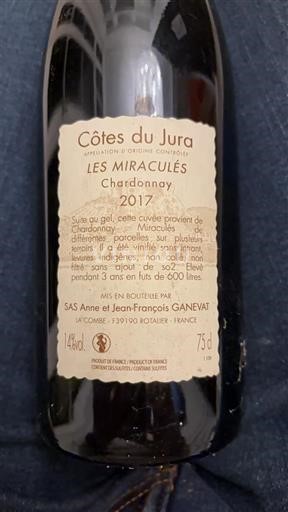 Côtes du Jura
APPELLATION D'ORIGINE CONTRÔLÉE
LES MIRACULÉS
Chardonnay
2017
Suite au gel, cette cuvée provient de
Chardonnay Miraculés de
différentes parcelles sur plusieurs
terroirs. Il a été vinifié sans intrant,
levures indigènes, non collé, non
filtré, sans ajout de so2. Elevé
pendant 3 ans en futs de 600 litres.
MIS EN BOUTEILLE PAR
SAS Anne et Jean-François GANEVAT
LA COMBE - F39190 ROTALIER - FRANCE
14%vol. 75 cl
PRODUIT DE FRANCE / PRODUCT OF FRANCE
CONTIENT DES SULFITES / CONTAINS SULFITES